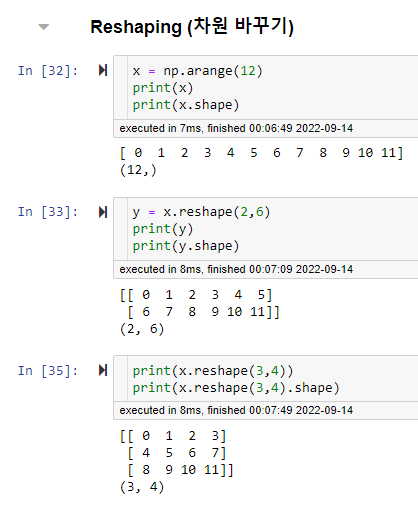 Reshaping (차원 바꾸기)
In [32]:
x = np.arange(12)
print(x)
print(x.shape)
executed in 7ms, finished 00:06:49 2022-09-14
[ 0  1  2  3  4  5  6  7  8  9 10 11]
(12,)
In [33]:
y = x.reshape(2,6)
print(y)
print(y.shape)
executed in 8ms, finished 00:07:09 2022-09-14
[[ 0  1  2  3  4  5]
 [ 6  7  8  9 10 11]]
(2, 6)
In [35]:
print(x.reshape(3,4))
print(x.reshape(3,4).shape)
executed in 8ms, finished 00:07:49 2022-09-14
[[ 0  1  2  3]
 [ 4  5  6  7]
 [ 8  9 10 11]]
(3, 4)